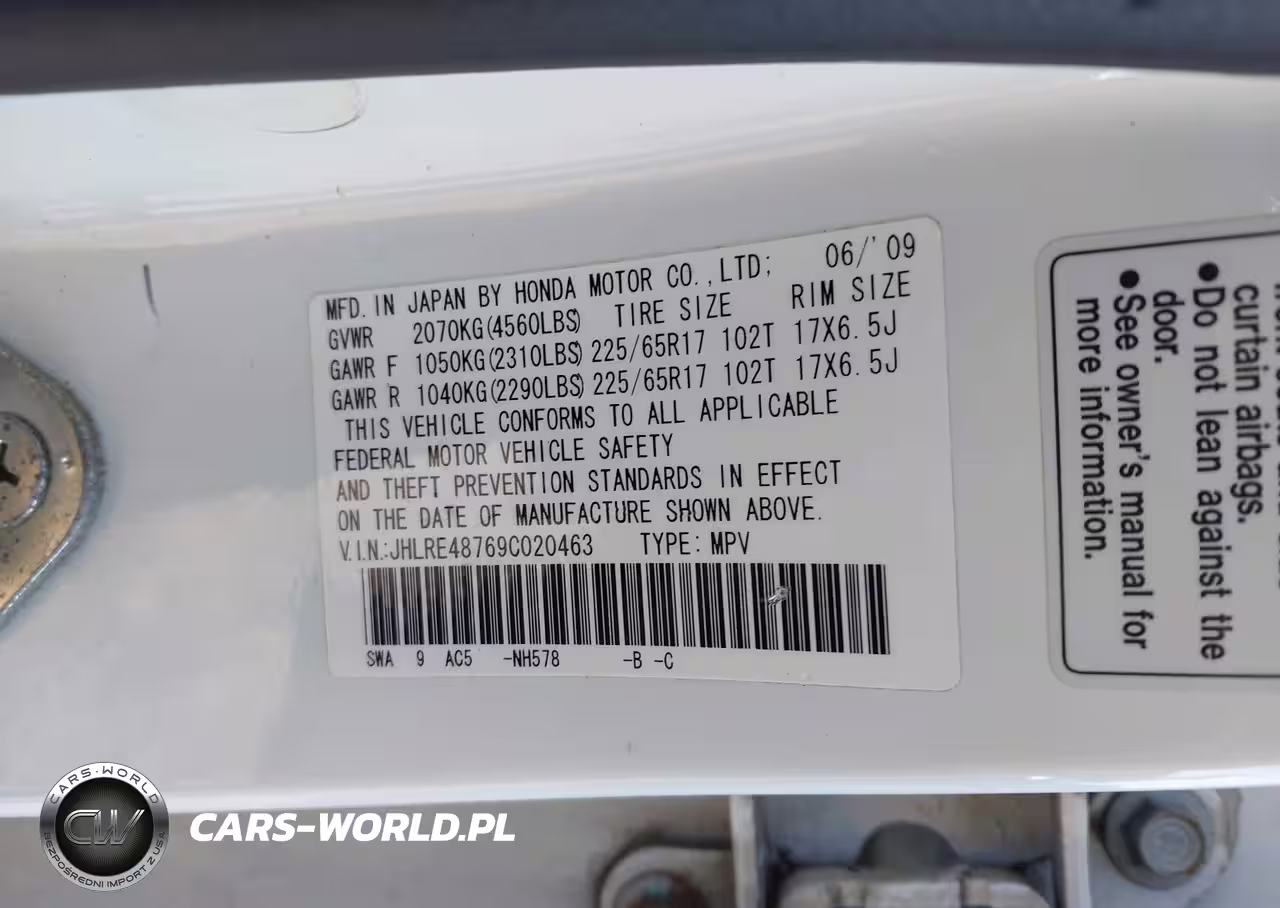 MFD. IN JAPAN BY HONDA MOTOR CO.,LTD; 06/'09
GVWR 2070KG(4560LBS) TIRE SIZE RIM SIZE
GAWR F 1050KG(2310LBS) 225/65R17 102T 17X6.5J
GAWR R 1040KG(2290LBS) 225/65R17 102T 17X6.5J
THIS VEHICLE CONFORMS TO ALL APPLICABLE
FEDERAL MOTOR VEHICLE SAFETY
AND THEFT PREVENTION STANDARDS IN EFFECT
ON THE DATE OF MANUFACTURE SHOWN ABOVE.
V.I.N.:JHLRE48769C020463 TYPE: MPV
SWA 9 AC5 -NH578 -B -C
curtain airbags.
●Do not lean against the
door.
●See owner's manual for
more information.
CARS-WORLD
CW
BEZPOŚREDNI IMPORT Z USA
CARS-WORLD.PL